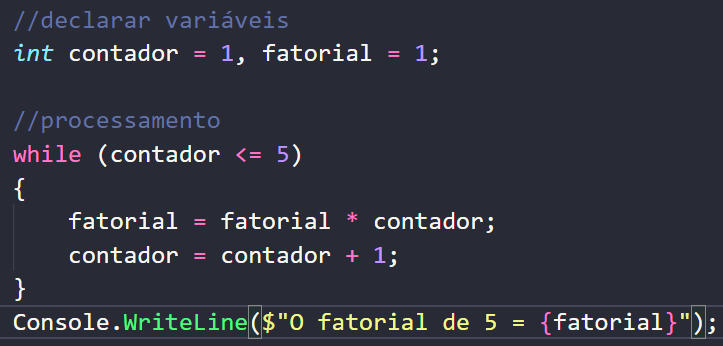 //declarar variáveis
int contador = 1, fatorial = 1;
//processamento
while (contador <= 5)
{
fatorial = fatorial * contador;
contador = contador + 1;
}
Console.WriteLine($"O fatorial de 5 = {fatorial}");